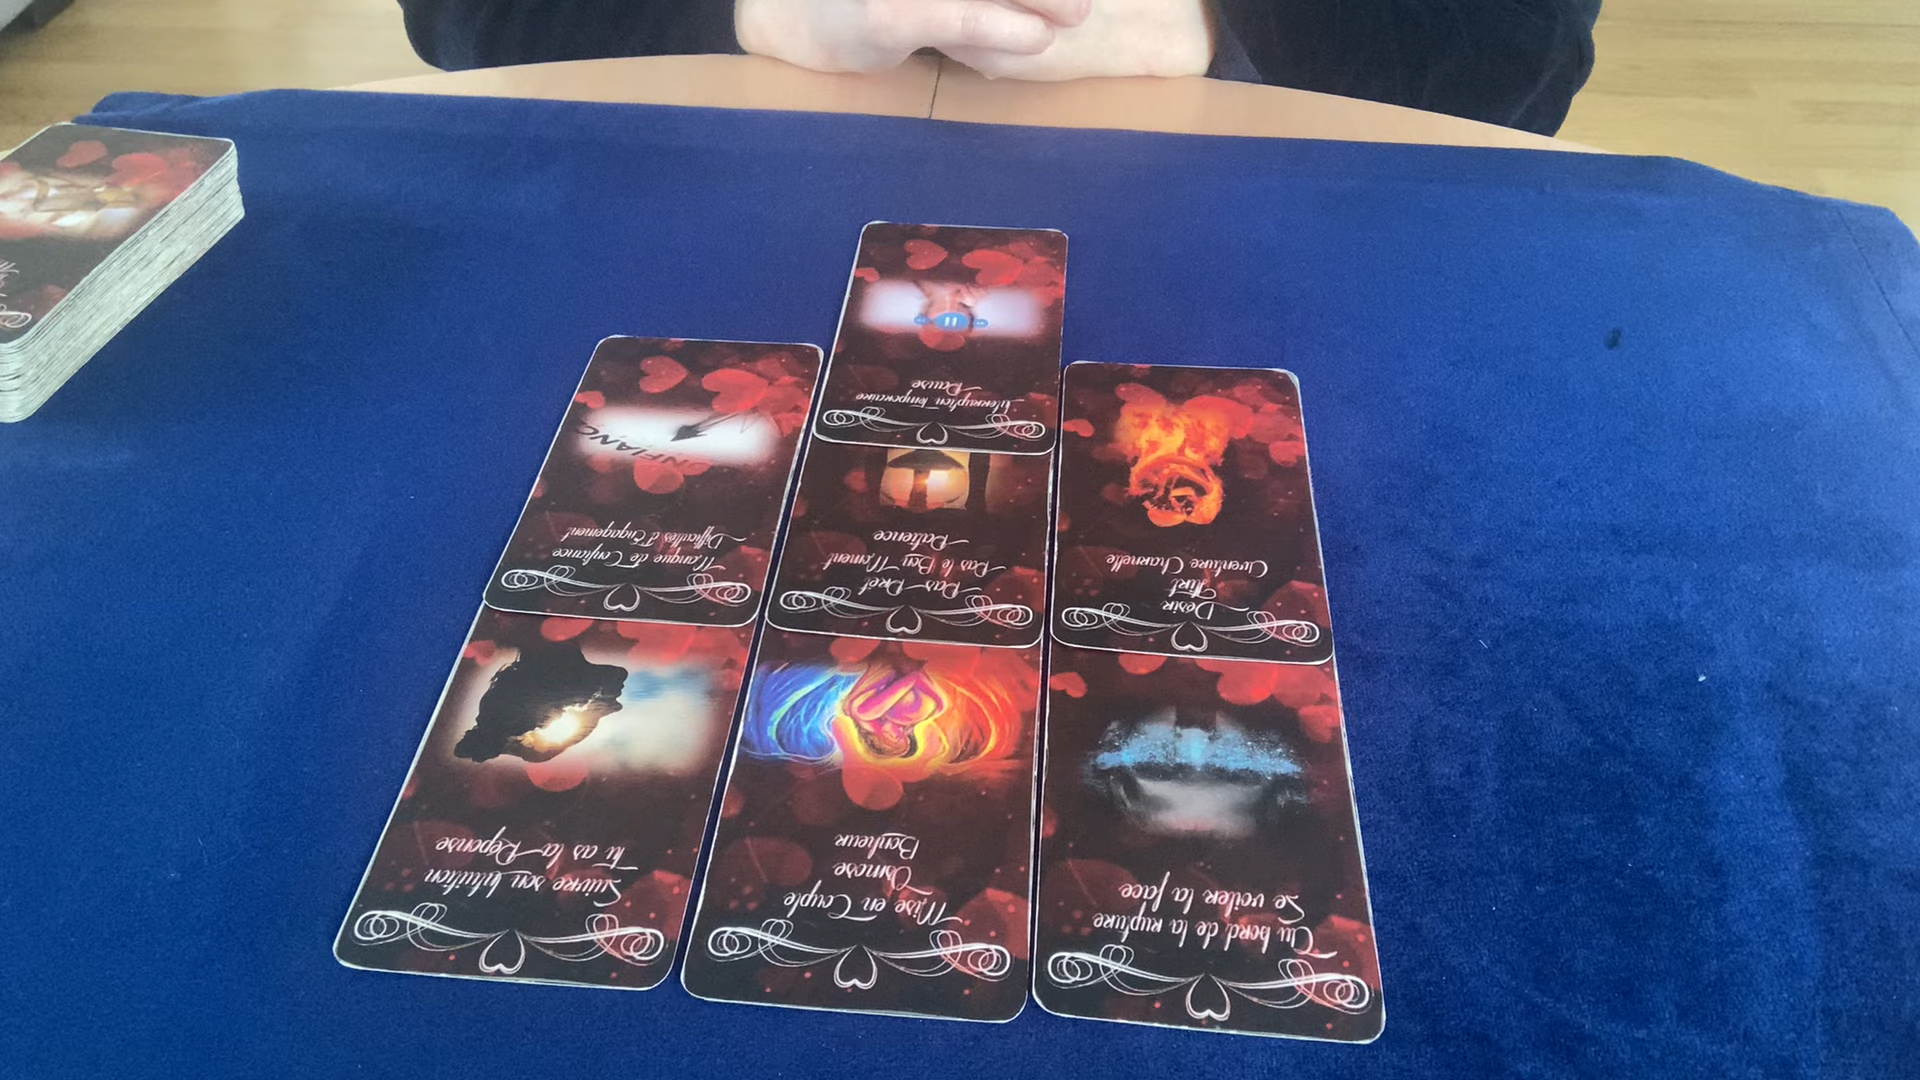 Interruption Temporaire
Pause
Manque de Confiance
Difficultés d'Engagement
NFIANC
Pas Prêt
Pas le Bon Moment
Patience
Désir
Flirt
Aventure Charnelle
Suivre son Intuition
Tu as la Réponse
Mise en Couple
Osmose
Bonheur
Au bord de la rupture
Se voiler la face